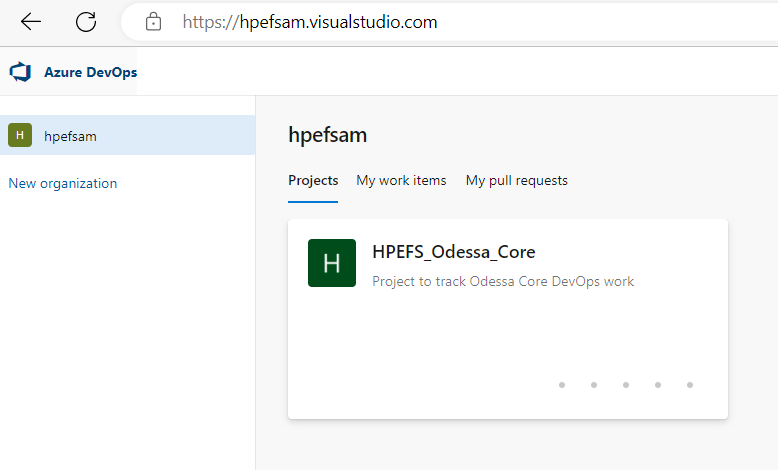 https://hpefsam.visualstudio.com
Azure DevOps
H hpefsam
New organization
hpefsam
Projects My work items My pull requests
H
HPEFS_Odessa_Core
Project to track Odessa Core DevOps work